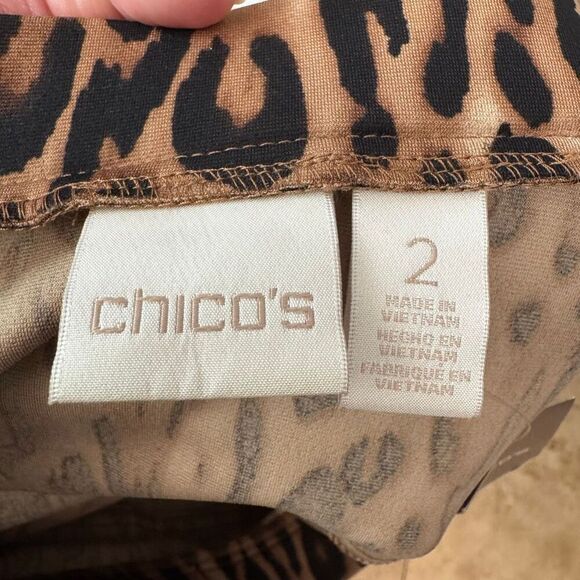 chico's
2
MADE IN
VIETNAM
HECHO EN
VIETNAM
FABRIQUÉ EN
VIETNAM